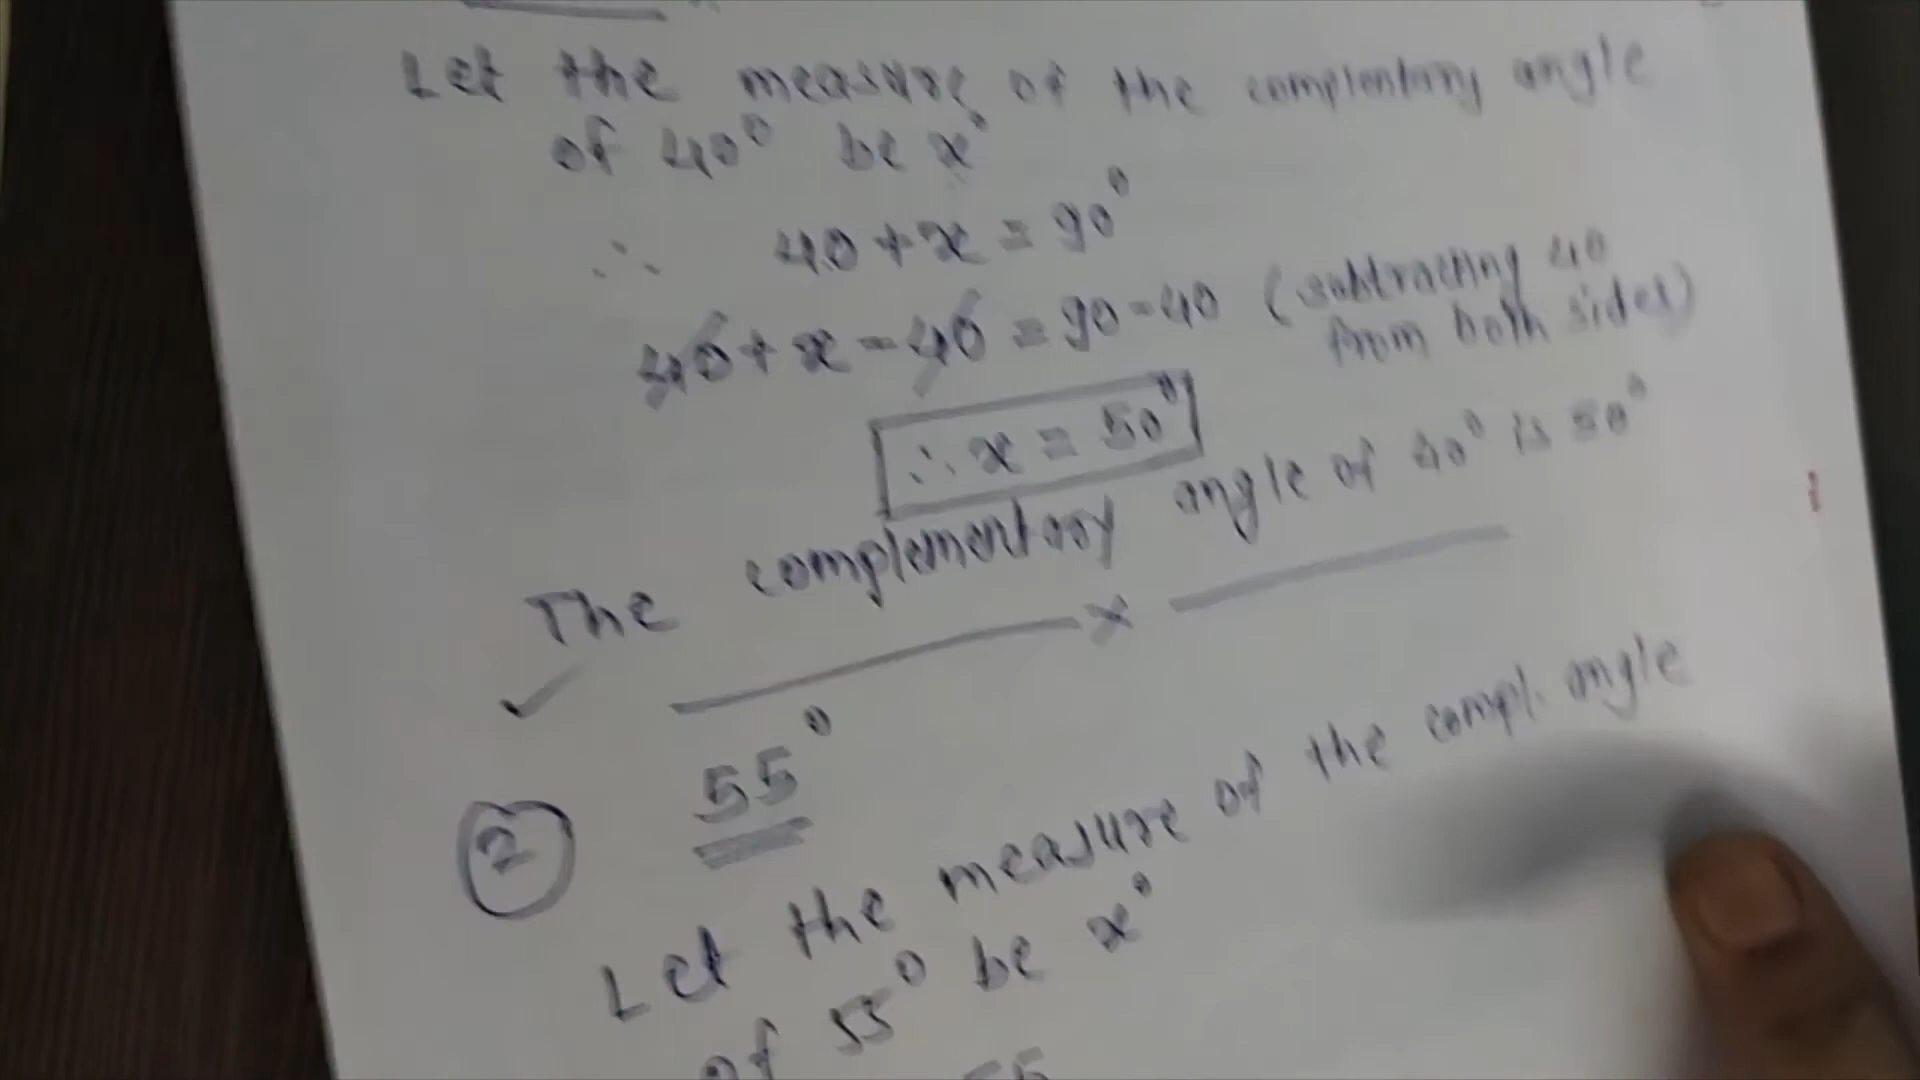 Let the measure of the complentary angle
of 40° be x°
∴ 40 + x = 90°
40 + x - 40 = 90 - 40 (subtracting 40
from both sides)
∴ x = 50°
The complementary angle of 40° is 50°
x
② 55°
Let the measure of the compl. angle
of 55° be x°
55